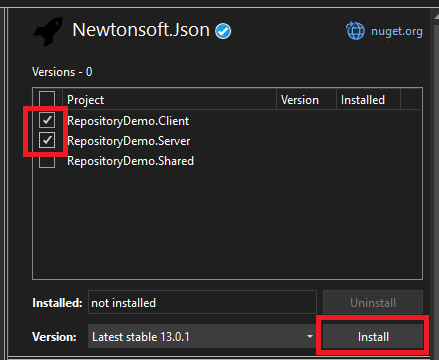 Newtonsoft.Json
nuget.org
Versions - 0
Project Version Installed
RepositoryDemo.Client
RepositoryDemo.Server
RepositoryDemo.Shared
Installed: not installed Uninstall
Version: Latest stable 13.0.1 Install